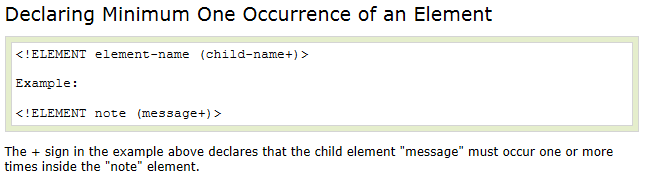 Declaring Minimum One Occurrence of an Element
<!ELEMENT element-name (child-name+)>
Example:
<!ELEMENT note (message+)>
The + sign in the example above declares that the child element "message" must occur one or more
times inside the "note" element.